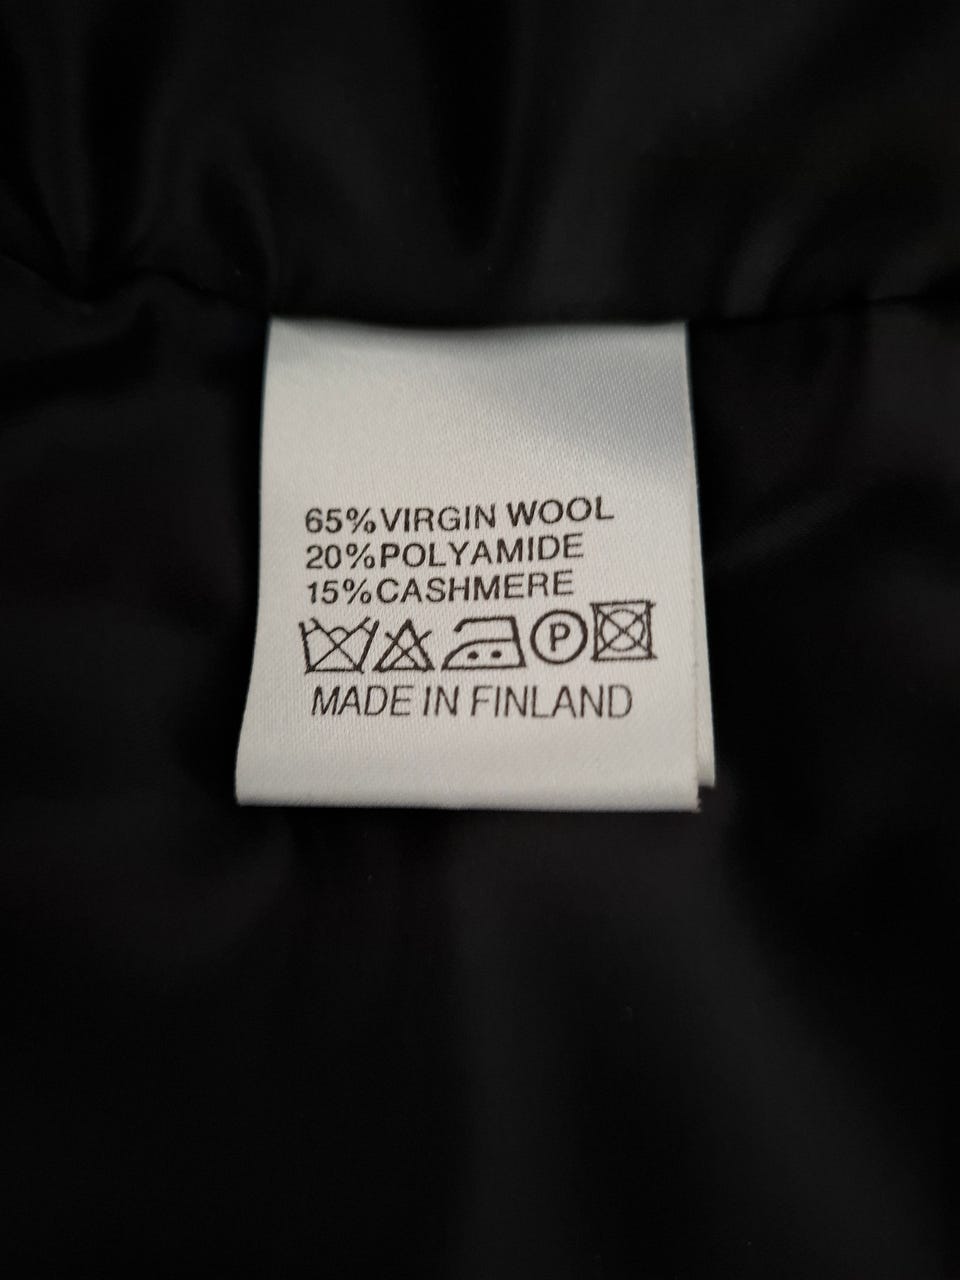 65% VIRGIN WOOL
20% POLYAMIDE
15% CASHMERE
P
MADE IN FINLAND